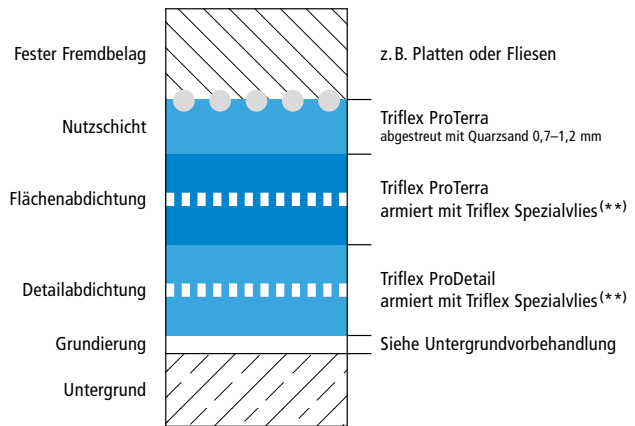 Fester Fremdbelag
z.B. Platten oder Fliesen
Nutzschicht
Triflex ProTerra
abgestreut mit Quarzsand 0,7–1,2 mm
Flächenabdichtung
Triflex ProTerra
armiert mit Triflex Spezialvlies(**)
Detailabdichtung
Triflex ProDetail
armiert mit Triflex Spezialvlies(**)
Grundierung
Siehe Untergrundvorbehandlung
Untergrund